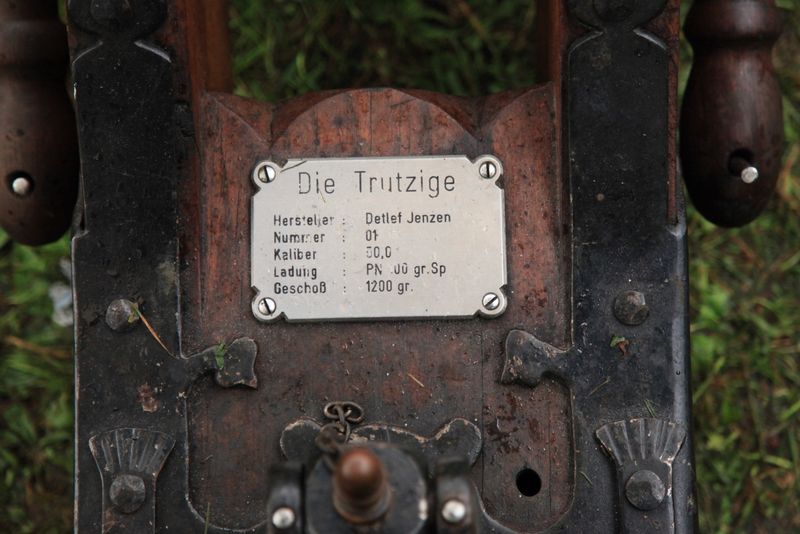 Die Trutzige
Hersteller : Detlef Jenzen
Nummer : 01
Kaliber : 50,0
Ladung : PN gr.Sp
Geschoß : 1200 gr.